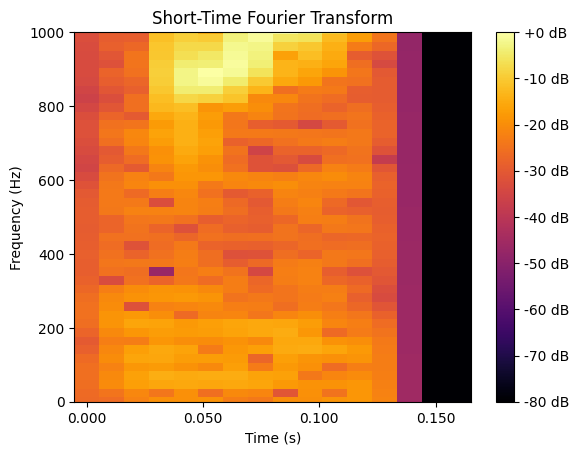 Short-Time Fourier Transform
Frequency (Hz)
1000
800
600
400
200
0
0.000
0.050
0.100
0.150
Time (s)
+0 dB
-10 dB
-20 dB
-30 dB
-40 dB
-50 dB
-60 dB
-70 dB
-80 dB